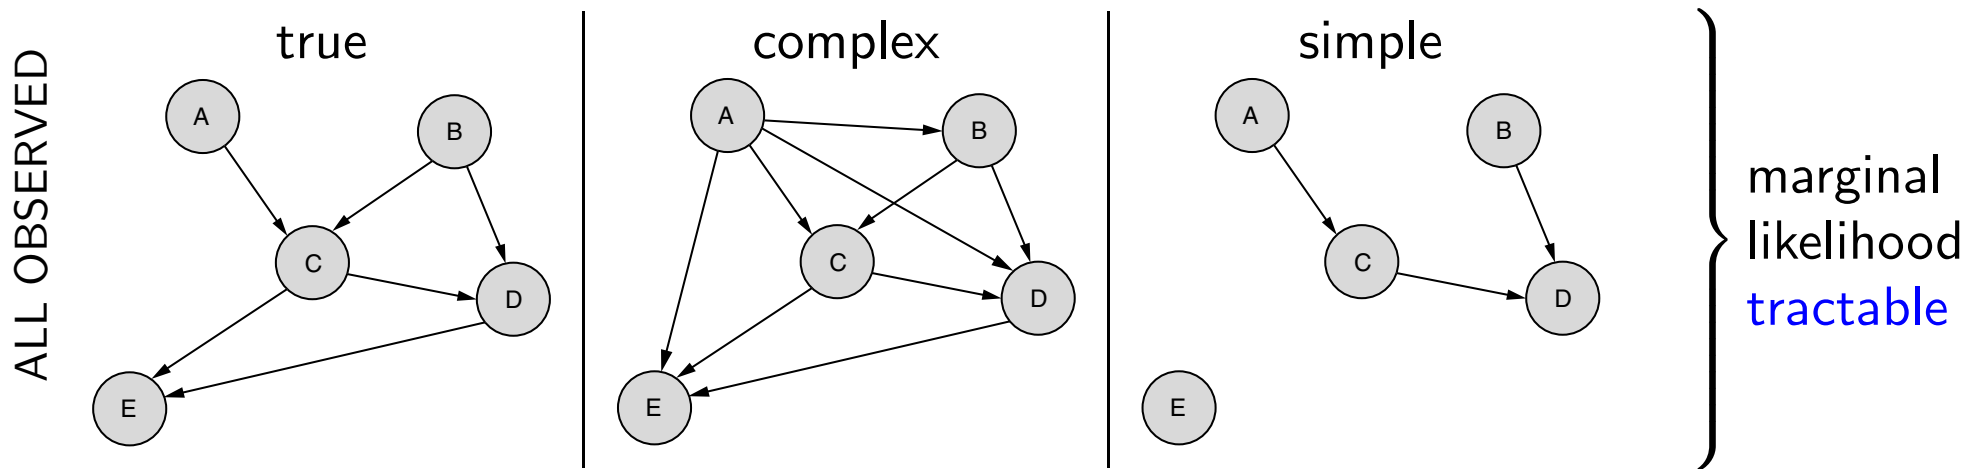 ALL OBSERVED
true
A
B
C
D
E
complex
A
B
C
D
E
simple
A
B
C
D
E
marginal
likelihood
tractable